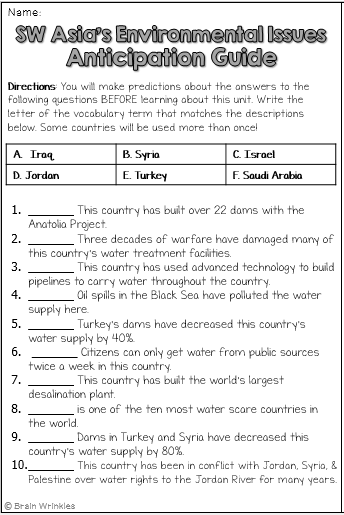 Name:
SW Asia's Environmental Issues
Anticipation Guide
Directions: You will make predictions about the answers to the
following questions BEFORE learning about this unit. Write the
letter of the vocabulary term that matches the descriptions
below. Some countries will be used more than once!
A. Iraq B. Syria C. Israel
D. Jordan E. Turkey F. Saudi Arabia
1. ________ This country has built over 22 dams with the
Anatolia Project.
2. ________ Three decades of warfare have damaged many of
this country's water treatment facilities.
3. ________ This country has used advanced technology to build
pipelines to carry water throughout the country.
4. ________ Oil spills in the Black Sea have polluted the water
supply here.
5. ________ Turkey's dams have decreased this country's
water supply by 40%.
6. ________ Citizens can only get water from public sources
twice a week in this country.
7. ________ This country has built the world's largest
desalination plant.
8. ________ is one of the ten most water scare countries in
the world.
9. ________ Dams in Turkey and Syria have decreased this
country's water supply by 80%.
10. ________ This country has been in conflict with Jordan, Syria, &
Palestine over water rights to the Jordan River for many years.
© Brain Wrinkles